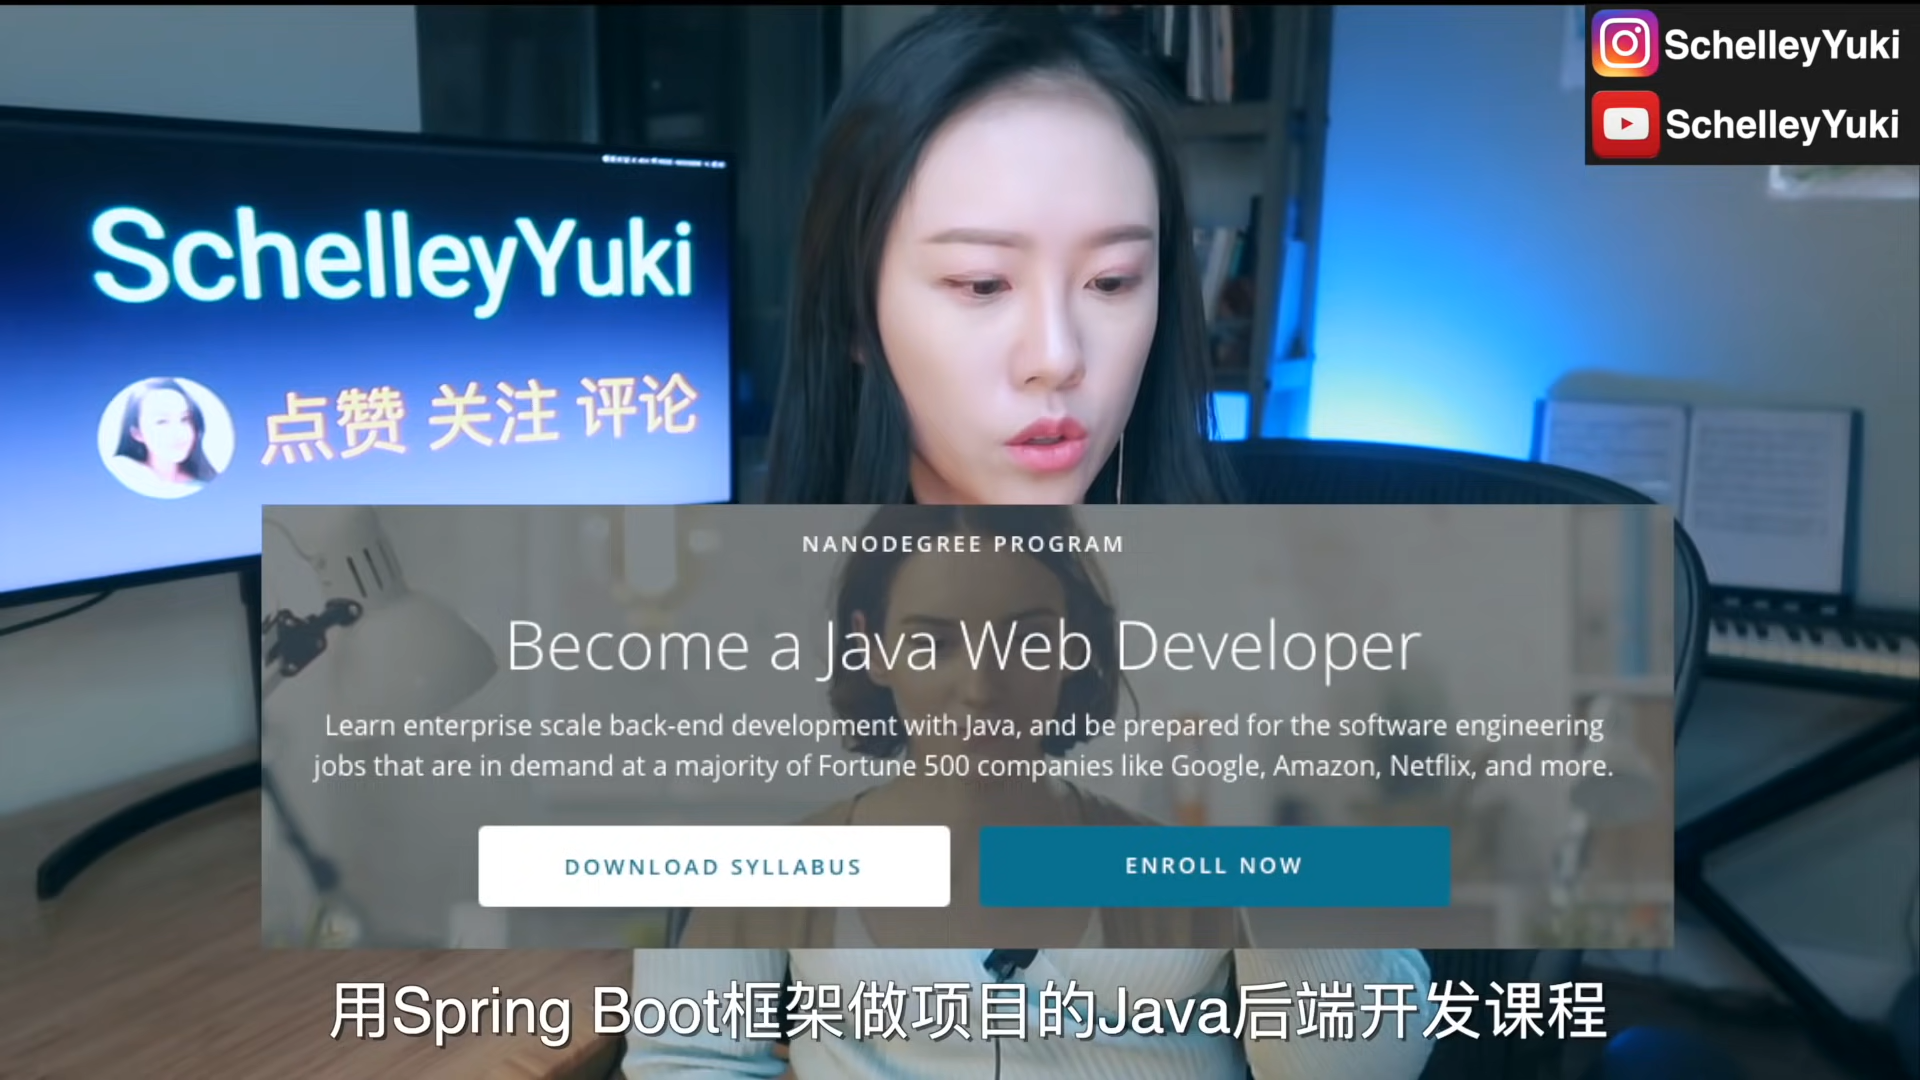 SchelleyYuki
SchelleyYuki
SchelleyYuki
点赞 关注 评论
NANODEGREE PROGRAM
Become a Java Web Developer
Learn enterprise scale back-end development with Java, and be prepared for the software engineering
jobs that are in demand at a majority of Fortune 500 companies like Google, Amazon, Netflix, and more.
DOWNLOAD SYLLABUS
ENROLL NOW
用Spring Boot框架做项目的Java后端开发课程